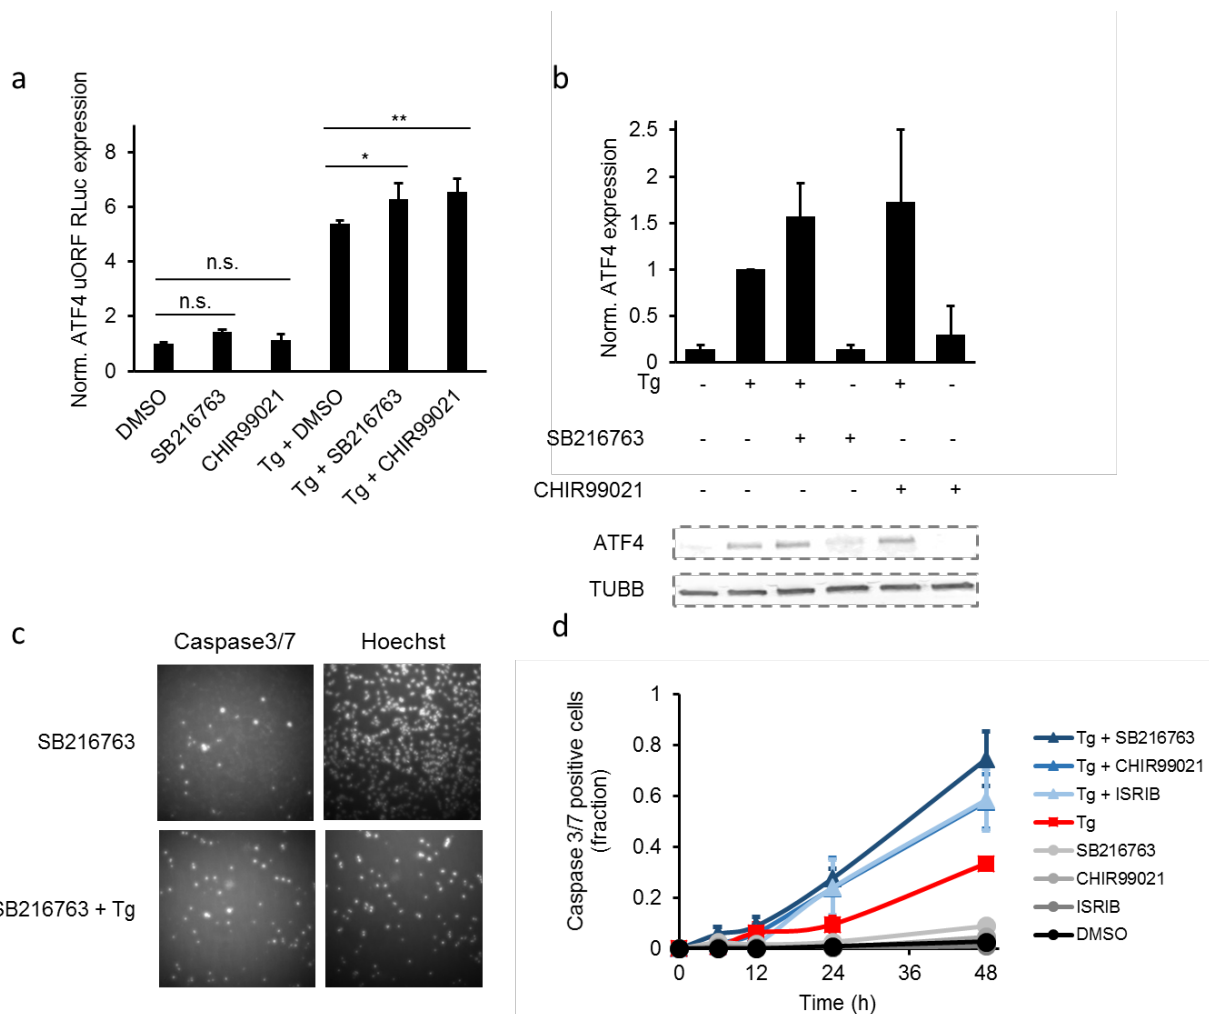 a
Norm. ATF4 uORF RLuc expression
8
6
4
2
0
**
*
n.s.
n.s.
DMSO
SB216763
CHIR99021
Tg + DMSO
Tg + SB216763
Tg + CHIR99021
b
Norm. ATF4 expression
2.5
2
1.5
1
0.5
0
Tg - + + - + -
SB216763 - - + + - -
CHIR99021 - - - - + +
ATF4
TUBB
c
Caspase3/7 Hoechst
SB216763
SB216763 + Tg
d
Caspase 3/7 positive cells
(fraction)
1
0.8
0.6
0.4
0.2
0
0 12 24 36 48
Time (h)
Tg + SB216763
Tg + CHIR99021
Tg + ISRIB
Tg
SB216763
CHIR99021
ISRIB
DMSO